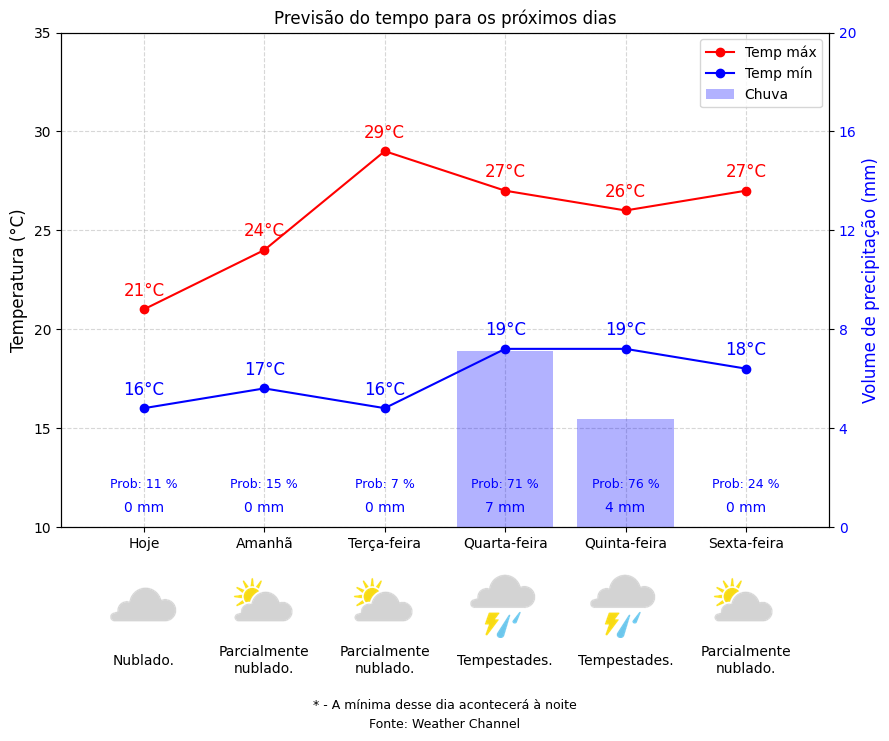 Previsão do tempo para os próximos dias
35
30
25
20
15
10
Temperatura (°C)
20
16
12
8
4
0
Volume de precipitação (mm)
Temp máx
Temp mín
Chuva
21°C
24°C
29°C
27°C
26°C
27°C
16°C
17°C
16°C
19°C
19°C
18°C
Prob: 11 %
Prob: 15 %
Prob: 7 %
Prob: 71 %
Prob: 76 %
Prob: 24 %
0 mm
0 mm
0 mm
7 mm
4 mm
0 mm
Hoje
Amanhã
Terça-feira
Quarta-feira
Quinta-feira
Sexta-feira
Nublado.
Parcialmente
nublado.
Parcialmente
nublado.
Tempestades.
Tempestades.
Parcialmente
nublado.
* - A mínima desse dia acontecerá à noite
Fonte: Weather Channel